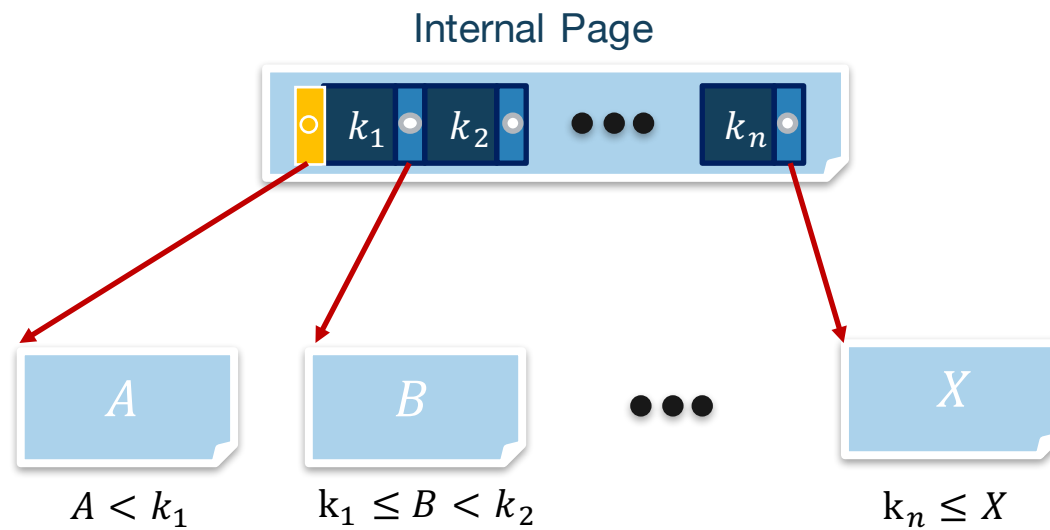 Internal Page
k₁ k₂ ●●● kₙ
A B ●●● X
A < k₁ k₁ ≤ B < k₂ kₙ ≤ X